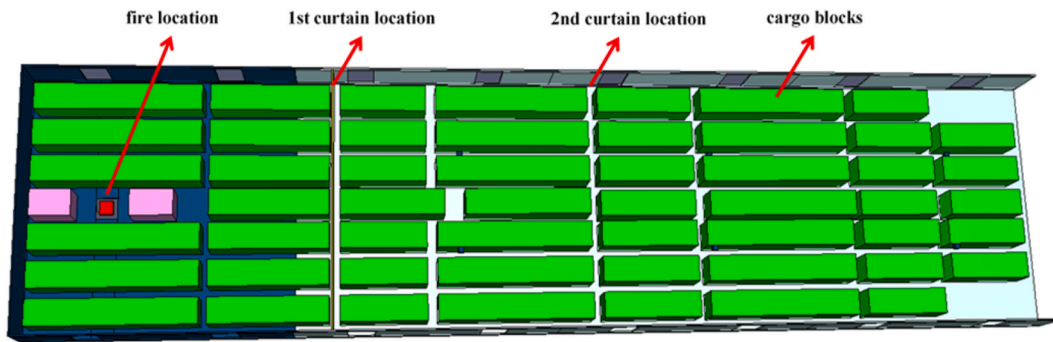 fire location
1st curtain location
2nd curtain location
cargo blocks